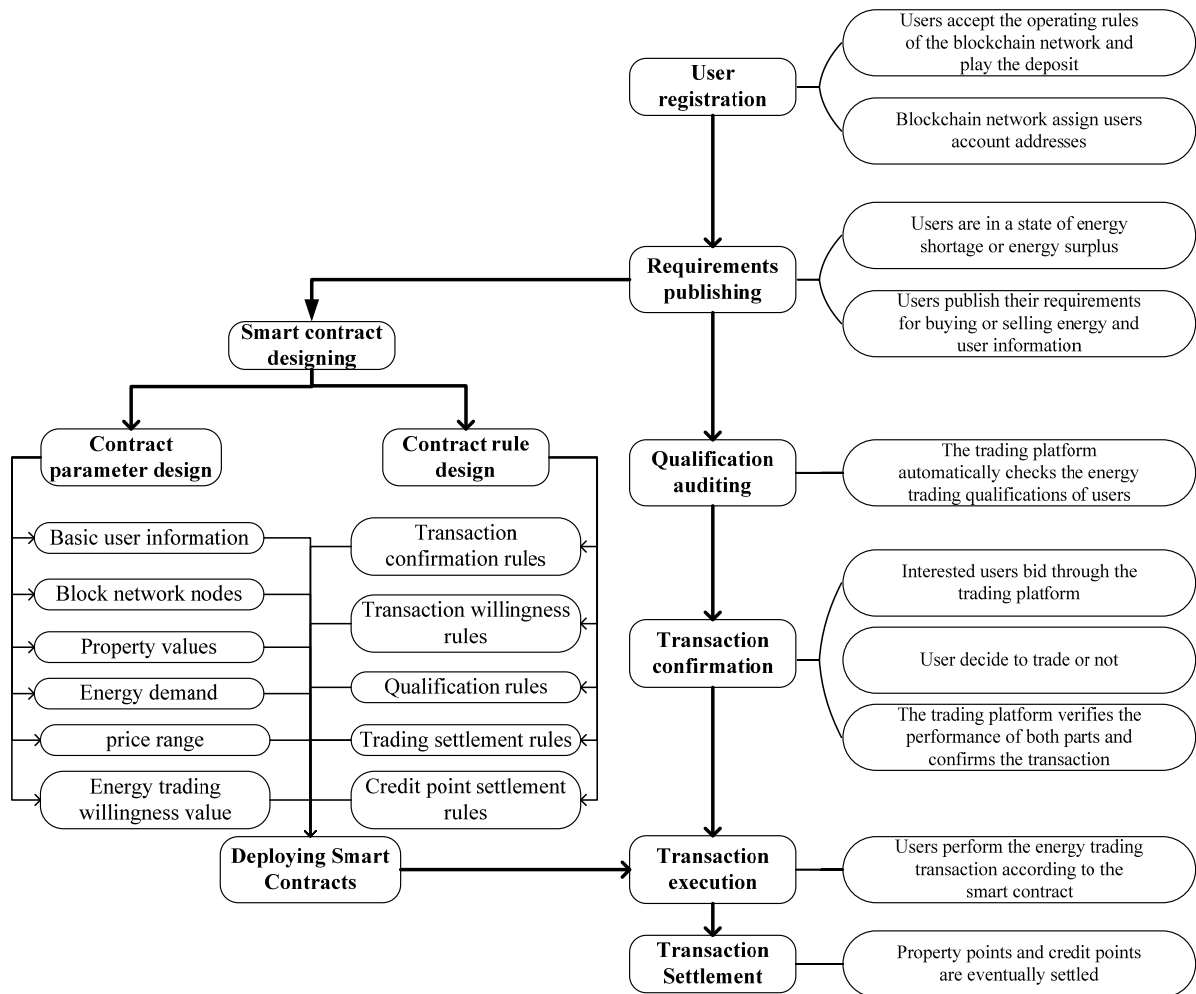 Users accept the operating rules
of the blockchain network and
play the deposit
User
registration
Blockchain network assign users
account addresses
Users are in a state of energy
shortage or energy surplus
Requirements
publishing
Users publish their requirements
for buying or selling energy and
user information
Smart contract
designing
Contract
parameter design
Contract rule
design
Qualification
auditing
The trading platform
automatically checks the energy
trading qualifications of users
Basic user information
Block network nodes
Property values
Energy demand
price range
Energy trading
willingness value
Transaction
confirmation rules
Transaction willingness
rules
Qualification rules
Trading settlement rules
Credit point settlement
rules
Interested users bid through the
trading platform
Transaction
confirmation
User decide to trade or not
The trading platform verifies the
performance of both parts and
confirms the transaction
Deploying Smart
Contracts
Transaction
execution
Users perform the energy trading
transaction according to the
smart contract
Transaction
Settlement
Property points and credit points
are eventually settled